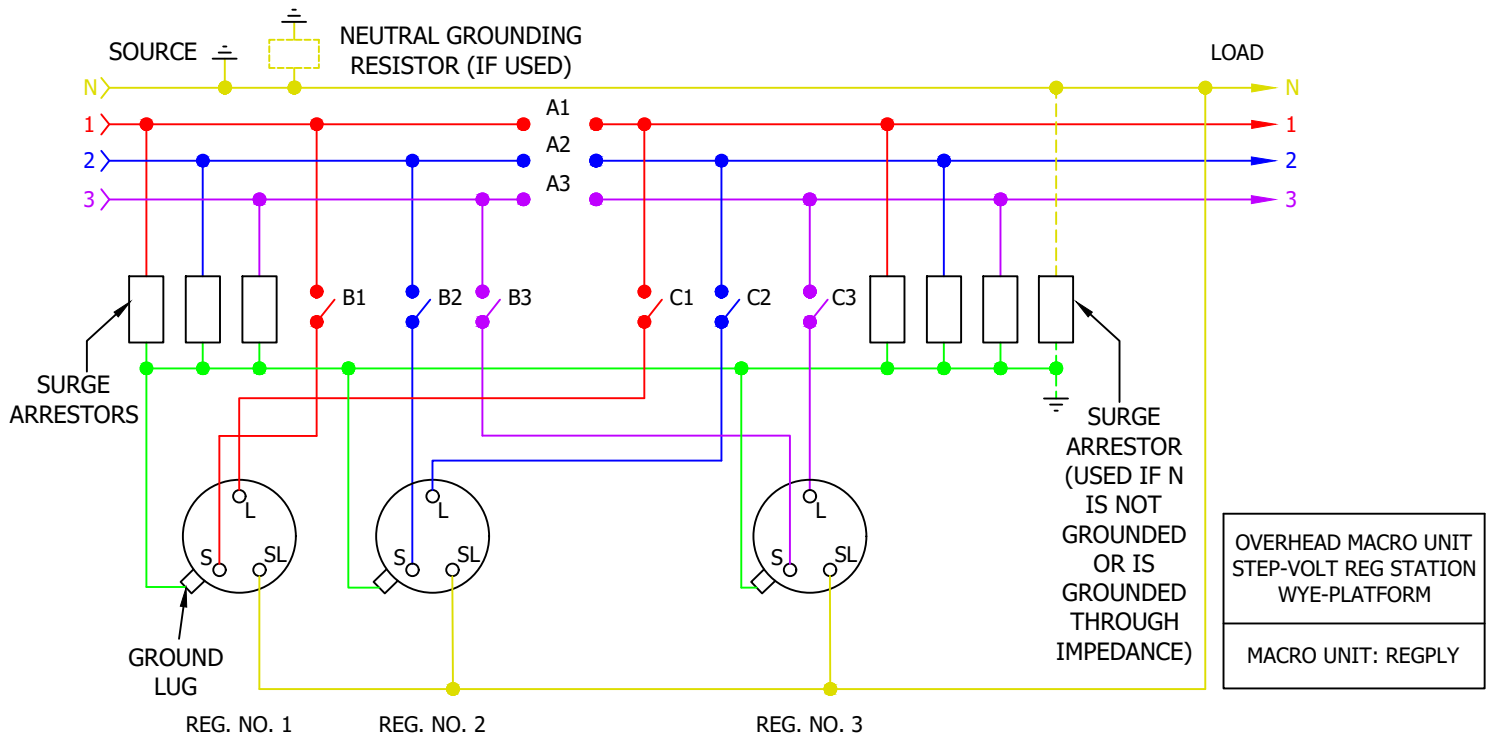 SOURCE
NEUTRAL GROUNDING
RESISTOR (IF USED)
LOAD
N
N
1
A1
1
2
A2
2
3
A3
3
B1
B2
B3
C1
C2
C3
SURGE
ARRESTORS
SURGE
ARRESTOR
(USED IF N
IS NOT
GROUNDED
OR IS
GROUNDED
THROUGH
IMPEDANCE)
L
S
SL
L
S
SL
L
S
SL
GROUND
LUG
REG. NO. 1
REG. NO. 2
REG. NO. 3
OVERHEAD MACRO UNIT
STEP-VOLT REG STATION
WYE-PLATFORM
MACRO UNIT: REGPLY